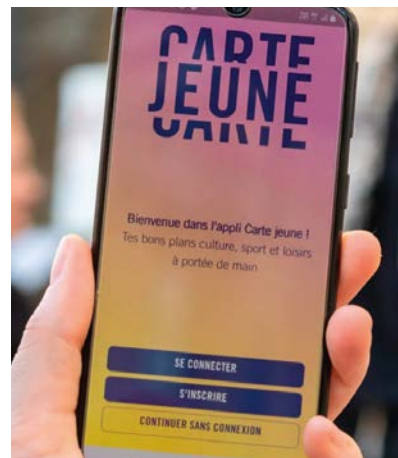 CARTE
JEUNE
CARTE
Bienvenue dans l'appli Carte jeune !
Tes bons plans culture, sport et loisirs
à portée de main
SE CONNECTER
S'INSCRIRE
CONTINUER SANS CONNEXION